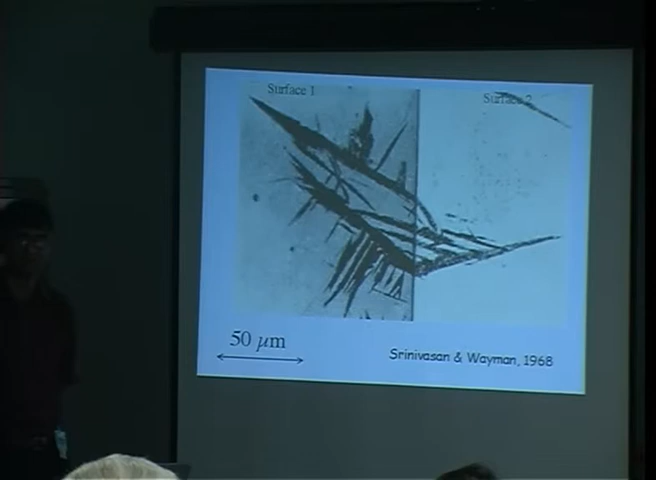 Surface 1
Surface 2
50 μm
Srinivasan & Wayman, 1968